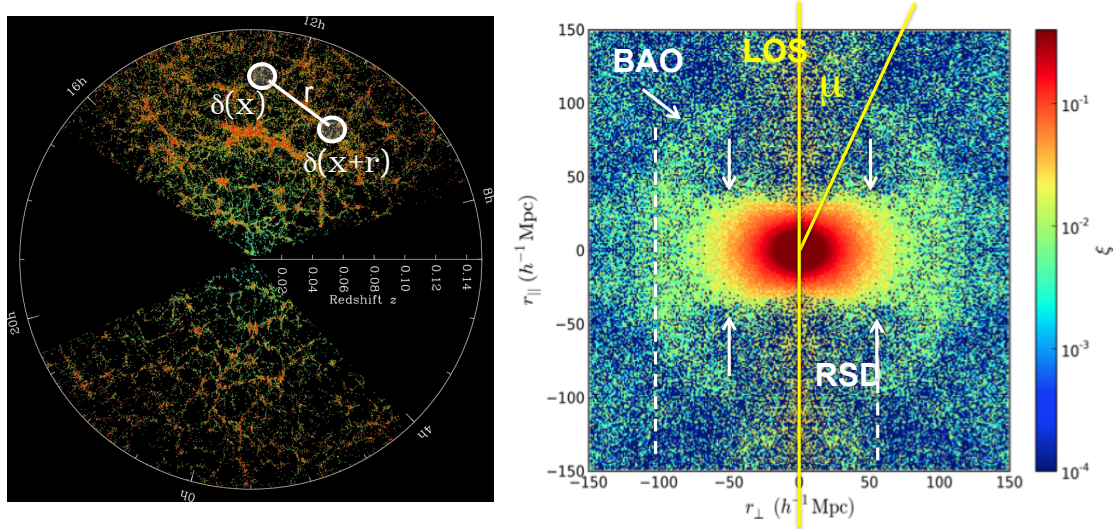 12h
16h
8h
20h
4h
0h
δ(x)
r
δ(x+r)
0.02
0.04
0.06
0.08
0.10
0.12
0.14
Redshift z
BAO
LOS
μ
RSD
150
100
50
0
−50
−100
−150
r|| (h⁻¹ Mpc)
−150 −100 −50 0 50 100 150
r⊥ (h⁻¹ Mpc)
10⁻¹
10⁻²
10⁻³
10⁻⁴
ξ